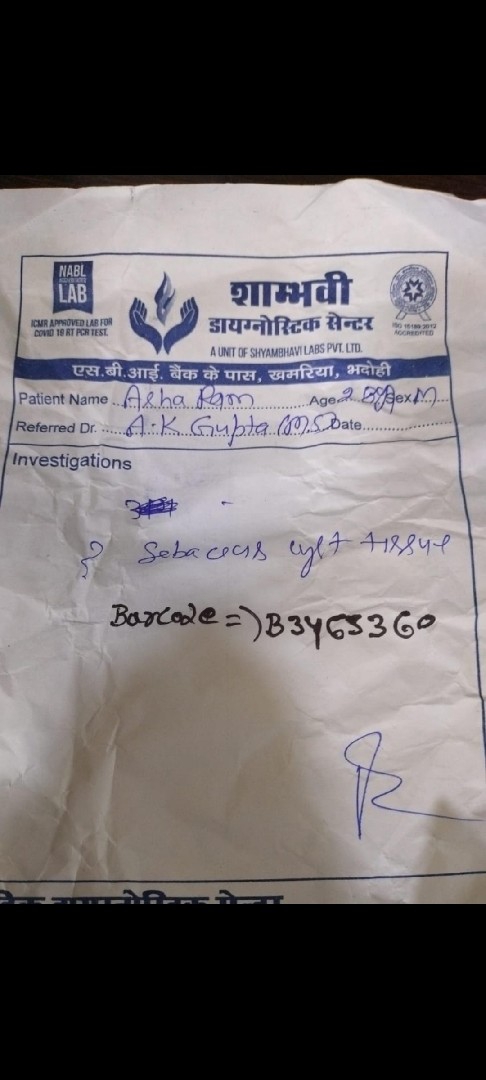 NABL
LAB
ICMR APPROVED LAB FOR
COVID 19 RT PCR TEST.
शाम्भवी
डायग्नोस्टिक सेन्टर
A UNIT OF SHYAMBHAVI LABS PVT. LTD.
ISO 15189:2012
ACCREDITED
एस.बी.आई. बैंक के पास, खमरिया, भदोही
Patient Name Asha Ram Age Sex M
Referred Dr. A.K. Gupta (M.S) Date
Investigations
Sebaceous cyst tissue
Barcode => B3465360